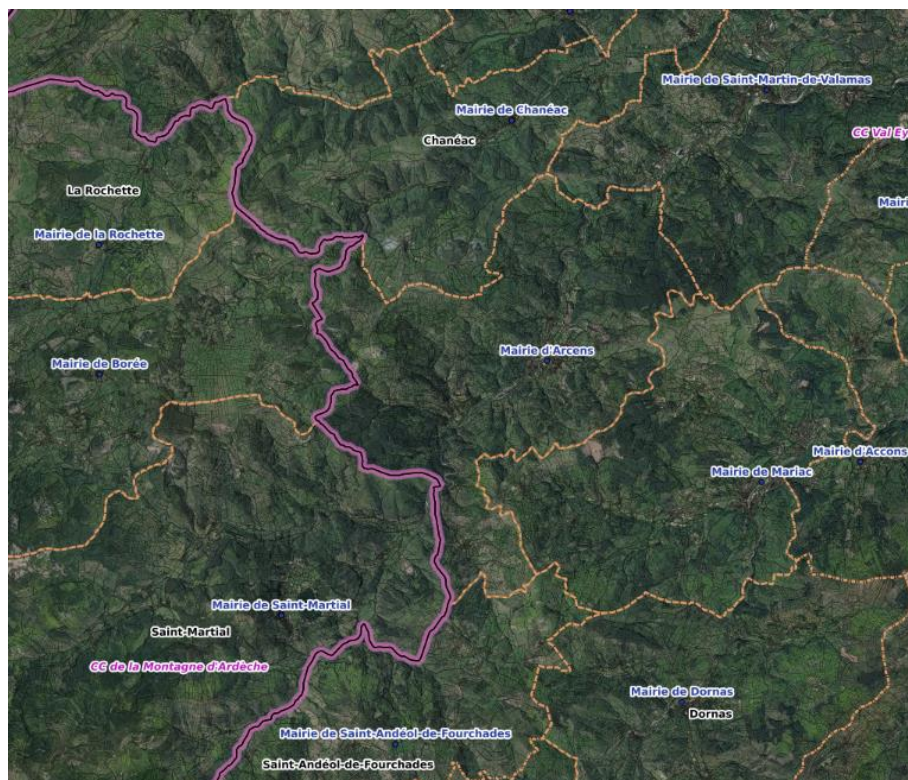 Mairie de Saint-Martin-de-Valamas
Mairie de Chanéac
CC Val Ey
Chanéac
La Rochette
Mairi
Mairie de la Rochette
Mairie d'Arcens
Mairie de Borée
Mairie d'Accons
Mairie de Mariac
Mairie de Saint-Martial
Saint-Martial
CC de la Montagne d'Ardèche
Mairie de Dornas
Dornas
Mairie de Saint-Andéol-de-Fourchades
Saint-Andéol-de-Fourchades